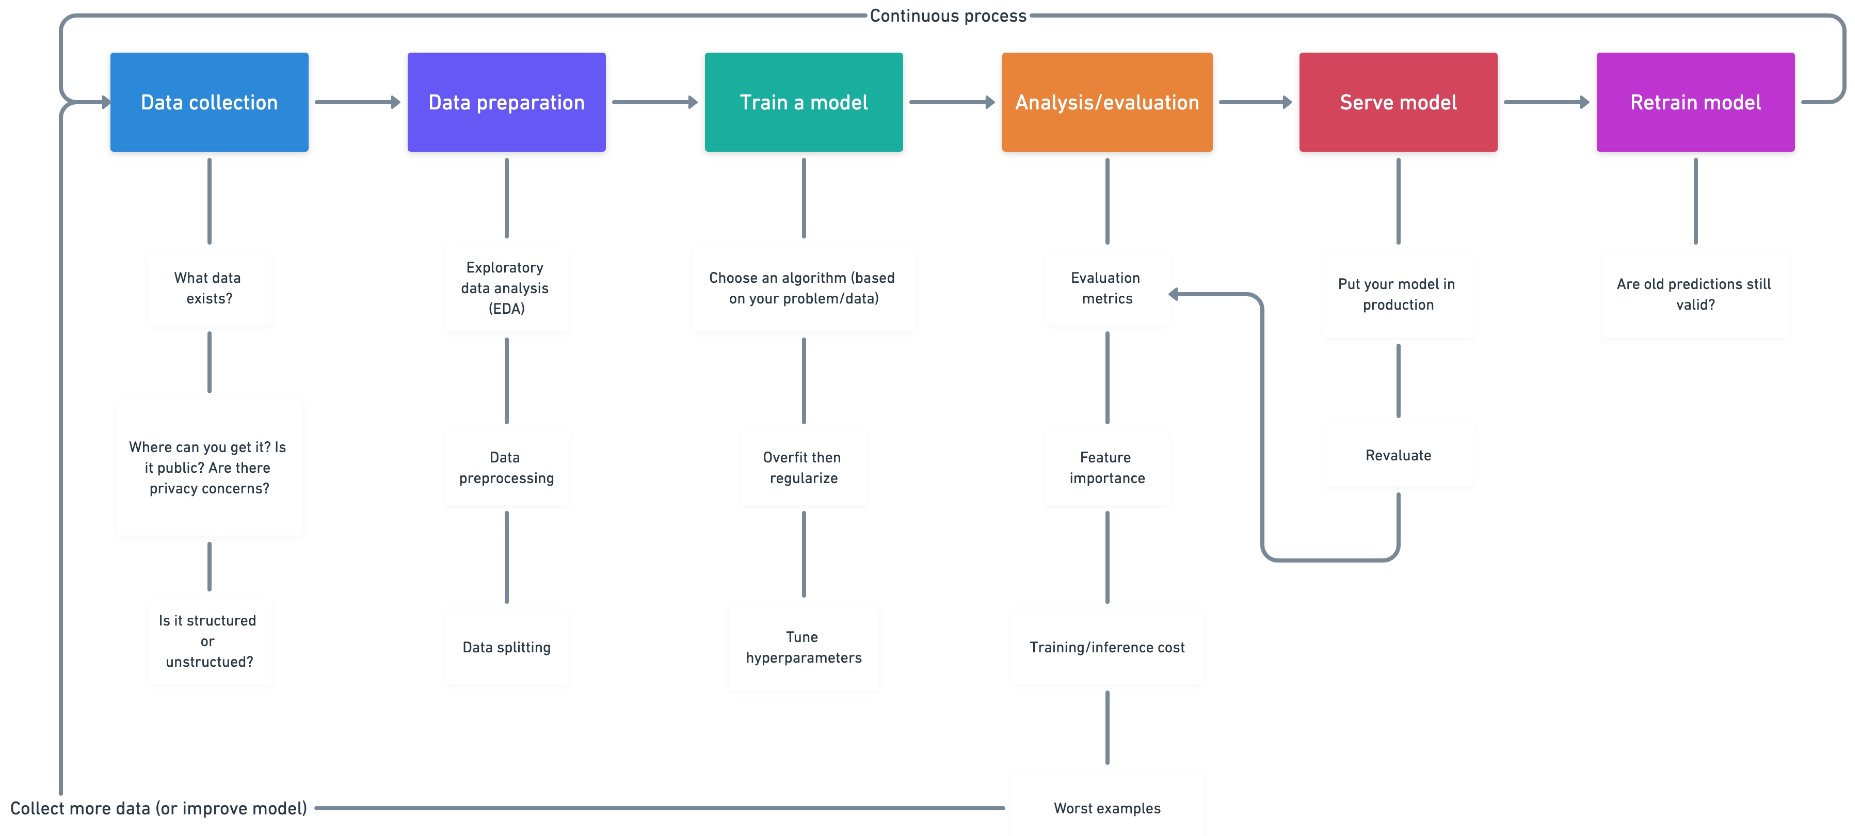 Continuous process
Data collection
Data preparation
Train a model
Analysis/evaluation
Serve model
Retrain model
What data
exists?
Where can you get it? Is
it public? Are there
privacy concerns?
Is it structured
or
unstructued?
Exploratory
data analysis
(EDA)
Data
preprocessing
Data splitting
Choose an algorithm (based
on your problem/data)
Overfit then
regularize
Tune
hyperparameters
Evaluation
metrics
Feature
importance
Training/inference cost
Worst examples
Put your model in
production
Revaluate
Are old predictions still
valid?
Collect more data (or improve model)